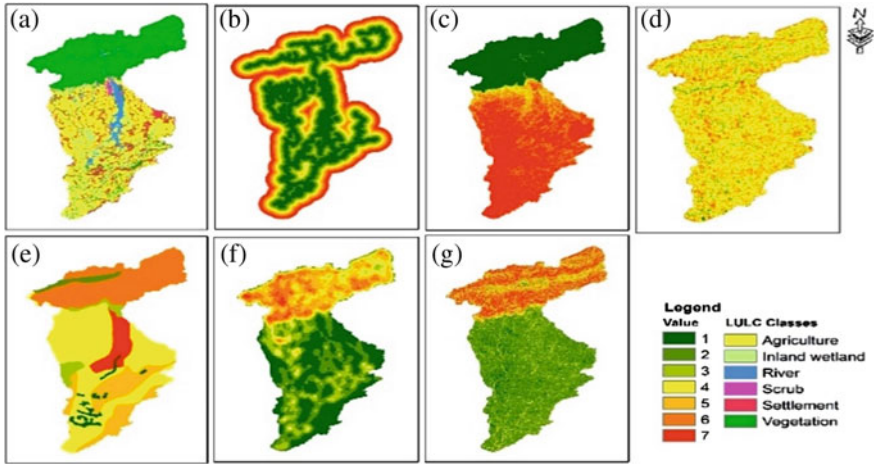 (a)
(b)
(c)
(d)
N
(e)
(f)
(g)
Legend
Value LULC Classes
1 Agriculture
2 Inland wetland
3 River
4 Scrub
5 Settlement
6 Vegetation
7